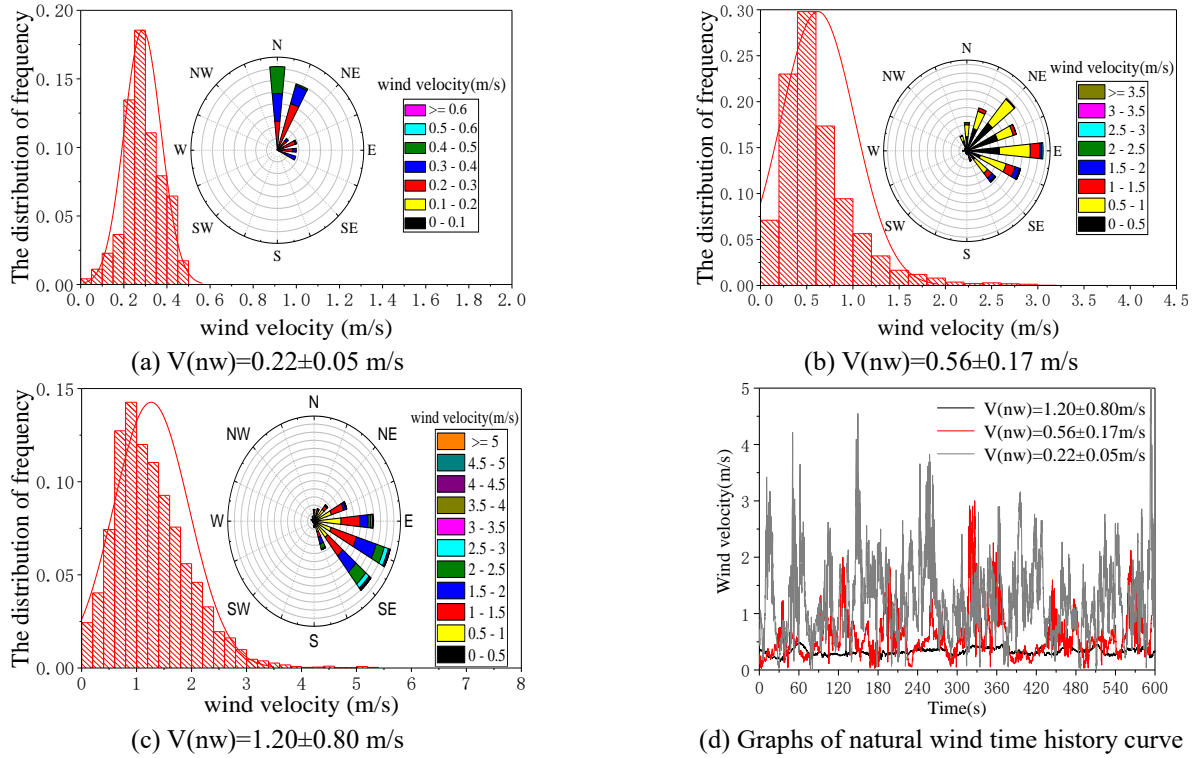 The distribution of frequency
0.20
0.15
0.10
0.05
0.00
0.0 0.2 0.4 0.6 0.8 1.0 1.2 1.4 1.6 1.8 2.0
wind velocity (m/s)
N
NE
E
SE
S
SW
W
NW
wind velocity(m/s)
>= 0.6
0.5 - 0.6
0.4 - 0.5
0.3 - 0.4
0.2 - 0.3
0.1 - 0.2
0 - 0.1
(a) V(nw)=0.22±0.05 m/s
The distribution of frequency
0.30
0.25
0.20
0.15
0.10
0.05
0.00
0.0 0.5 1.0 1.5 2.0 2.5 3.0 3.5 4.0 4.5
wind velocity (m/s)
N
NE
E
SE
S
SW
W
NW
wind velocity(m/s)
>= 3.5
3 - 3.5
2.5 - 3
2 - 2.5
1.5 - 2
1 - 1.5
0.5 - 1
0 - 0.5
(b) V(nw)=0.56±0.17 m/s
The distribution of frequency
0.15
0.10
0.05
0.00
0 1 2 3 4 5 6 7 8
wind velocity (m/s)
N
NE
E
SE
S
SW
W
NW
wind velocity(m/s)
>= 5
4.5 - 5
4 - 4.5
3.5 - 4
3 - 3.5
2.5 - 3
2 - 2.5
1.5 - 2
1 - 1.5
0.5 - 1
0 - 0.5
(c) V(nw)=1.20±0.80 m/s
Wind velocity(m/s)
5
4
3
2
1
0
0 60 120 180 240 300 360 420 480 540 600
Time(s)
V(nw)=1.20±0.80m/s
V(nw)=0.56±0.17m/s
V(nw)=0.22±0.05m/s
(d) Graphs of natural wind time history curve